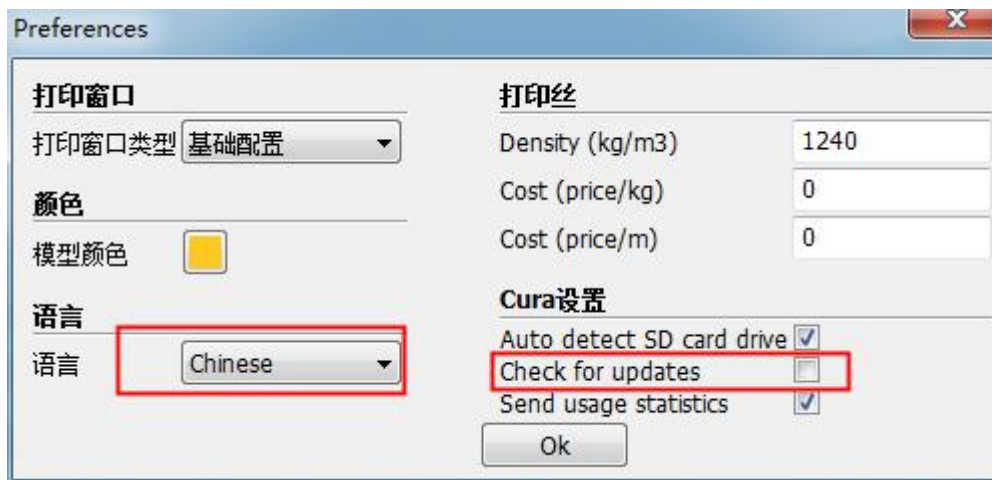 Preferences
打印窗口
打印窗口类型 基础配置
颜色
模型颜色
语言
语言 Chinese
打印丝
Density (kg/m3) 1240
Cost (price/kg) 0
Cost (price/m) 0
Cura设置
Auto detect SD card drive
Check for updates
Send usage statistics
Ok